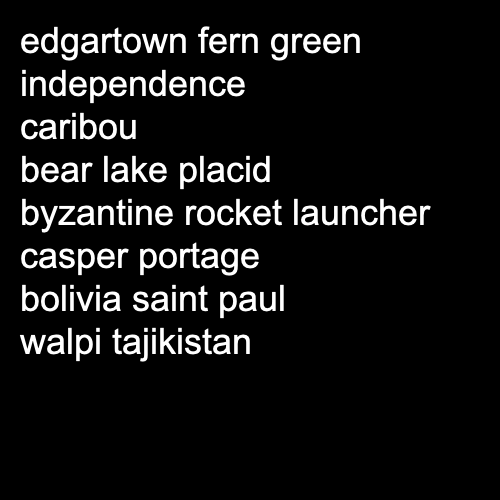 edgartown fern green
independence
caribou
bear lake placid
byzantine rocket launcher
casper portage
bolivia saint paul
walpi tajikistan